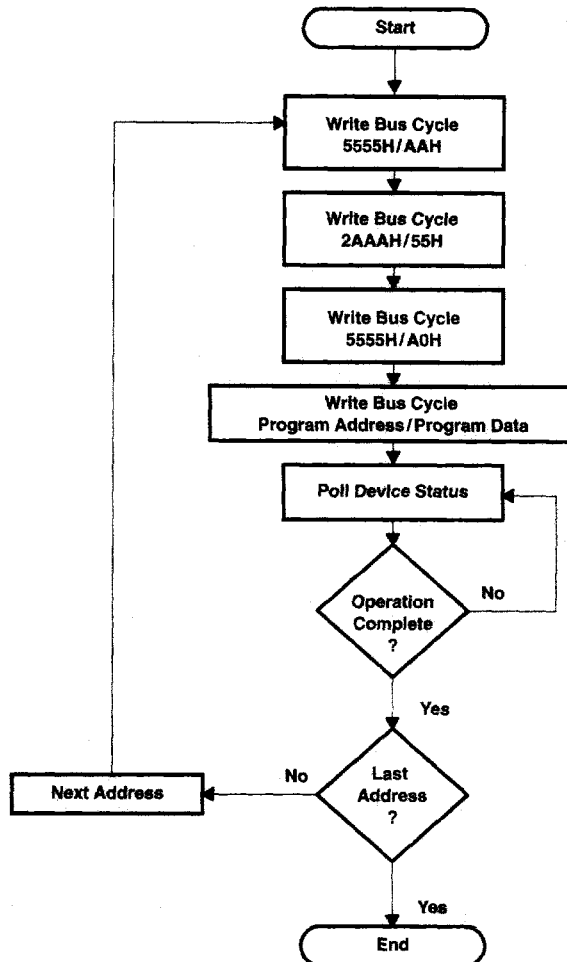 Start
Write Bus Cycle
5555H/AAH
Write Bus Cycle
2AAAH/55H
Write Bus Cycle
5555H/A0H
Write Bus Cycle
Program Address/Program Data
Poll Device Status
Operation
Complete
?
No
Yes
Last
Address
?
No
Next Address
Yes
End